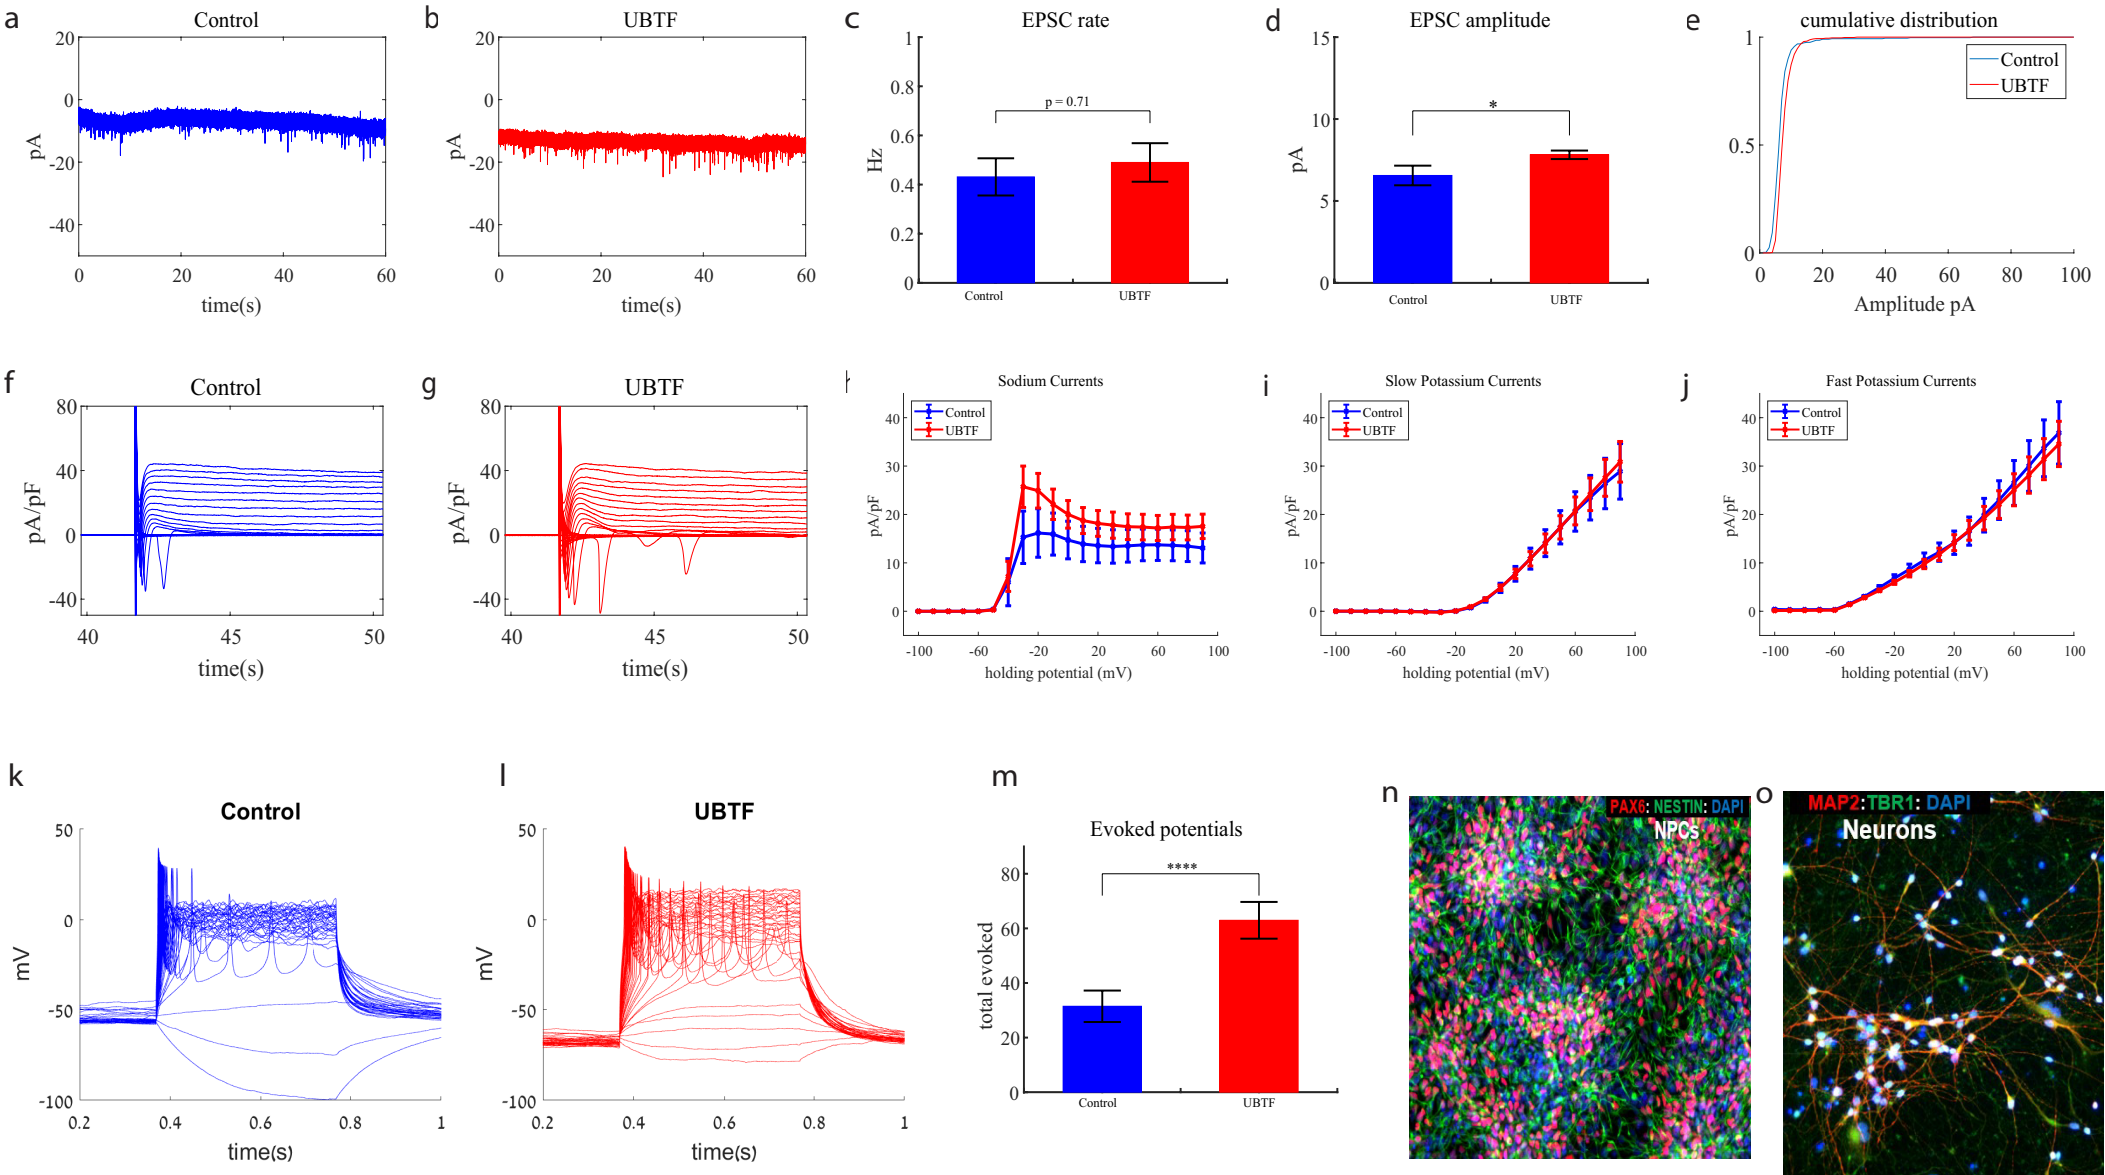 a
Control
20
0
-20
-40
pA
0
20
40
60
time(s)
b
UBTF
20
0
-20
-40
pA
0
20
40
60
time(s)
c
EPSC rate
1
0.8
0.6
0.4
0.2
0
Hz
p = 0.71
Control
UBTF
d
EPSC amplitude
15
10
5
0
pA
*
Control
UBTF
e
cumulative distribution
1
0.5
0
Control
UBTF
0
20
40
60
80
100
Amplitude pA
f
Control
80
40
0
-40
pA/pF
40
45
50
time(s)
g
UBTF
80
40
0
-40
pA/pF
40
45
50
time(s)
Sodium Currents
Control
UBTF
40
30
20
10
0
pA/pF
-100
-60
-20
20
60
100
holding potential (mV)
i
Slow Potassium Currents
Control
UBTF
40
30
20
10
0
pA/pF
-100
-60
-20
20
60
100
holding potential (mV)
j
Fast Potassium Currents
Control
UBTF
40
30
20
10
0
pA/pF
-100
-60
-20
20
60
100
holding potential (mV)
k
Control
50
0
-50
-100
mV
0.2
0.4
0.6
0.8
1
time(s)
l
UBTF
50
0
-50
-100
mV
0.2
0.4
0.6
0.8
1
time(s)
m
Evoked potentials
80
60
40
20
0
total evoked
****
Control
UBTF
n
PAX6: NESTIN: DAPI
NPCs
o
MAP2:TBR1: DAPI
Neurons